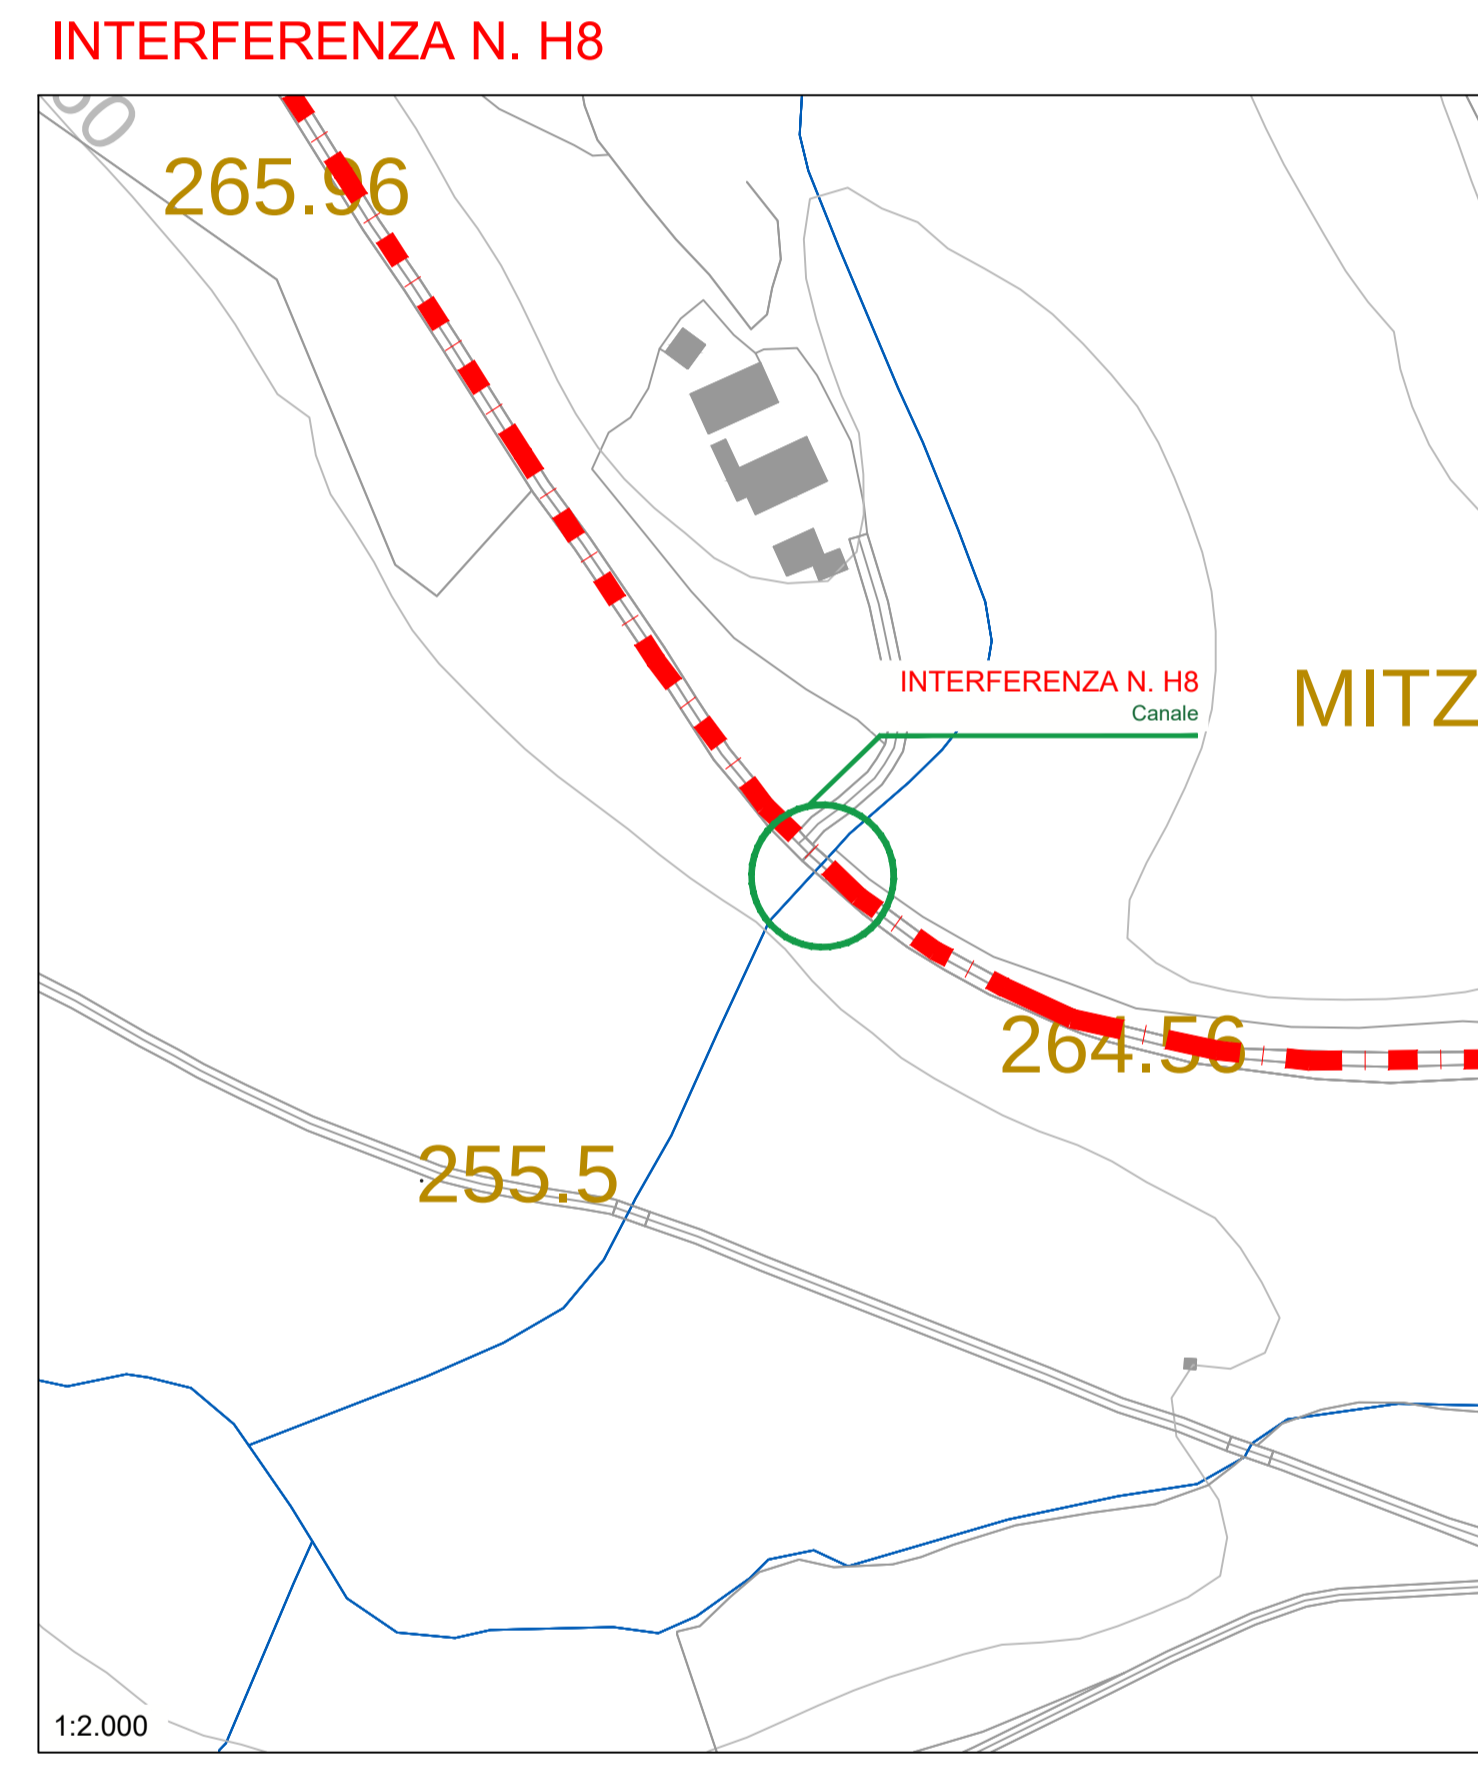 INTERFERENZA N. H8
265.96
INTERFERENZA N. H8
Canale
MITZ
264.56
255.5
1:2.000